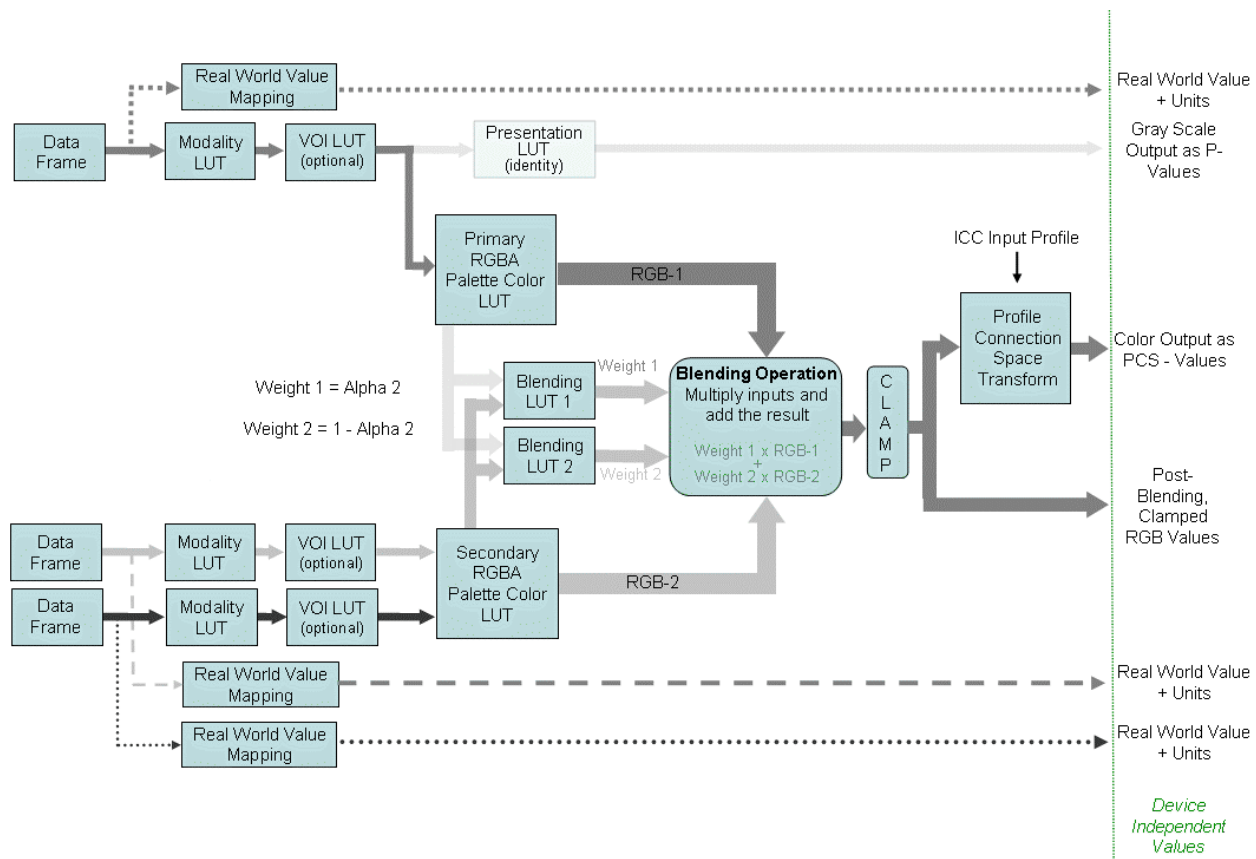 Real World Value
Mapping
Real World Value
+ Units
Data
Frame
Modality
LUT
VOI LUT
(optional)
Presentation
LUT
(identity)
Gray Scale
Output as P-
Values
Primary
RGBA
Palette Color
LUT
RGB-1
ICC Input Profile
Profile
Connection
Space
Transform
Color Output as
PCS - Values
Weight 1 = Alpha 2
Weight 2 = 1 - Alpha 2
Blending
LUT 1
Weight 1
Blending
LUT 2
Weight 2
Blending Operation
Multiply inputs and
add the result
Weight 1 x RGB-1
+
Weight 2 x RGB-2
C
L
A
M
P
Post-
Blending,
Clamped
RGB Values
Data
Frame
Modality
LUT
VOI LUT
(optional)
Secondary
RGBA
Palette Color
LUT
RGB-2
Data
Frame
Modality
LUT
VOI LUT
(optional)
Real World Value
Mapping
Real World Value
+ Units
Real World Value
Mapping
Real World Value
+ Units
Device
Independent
Values